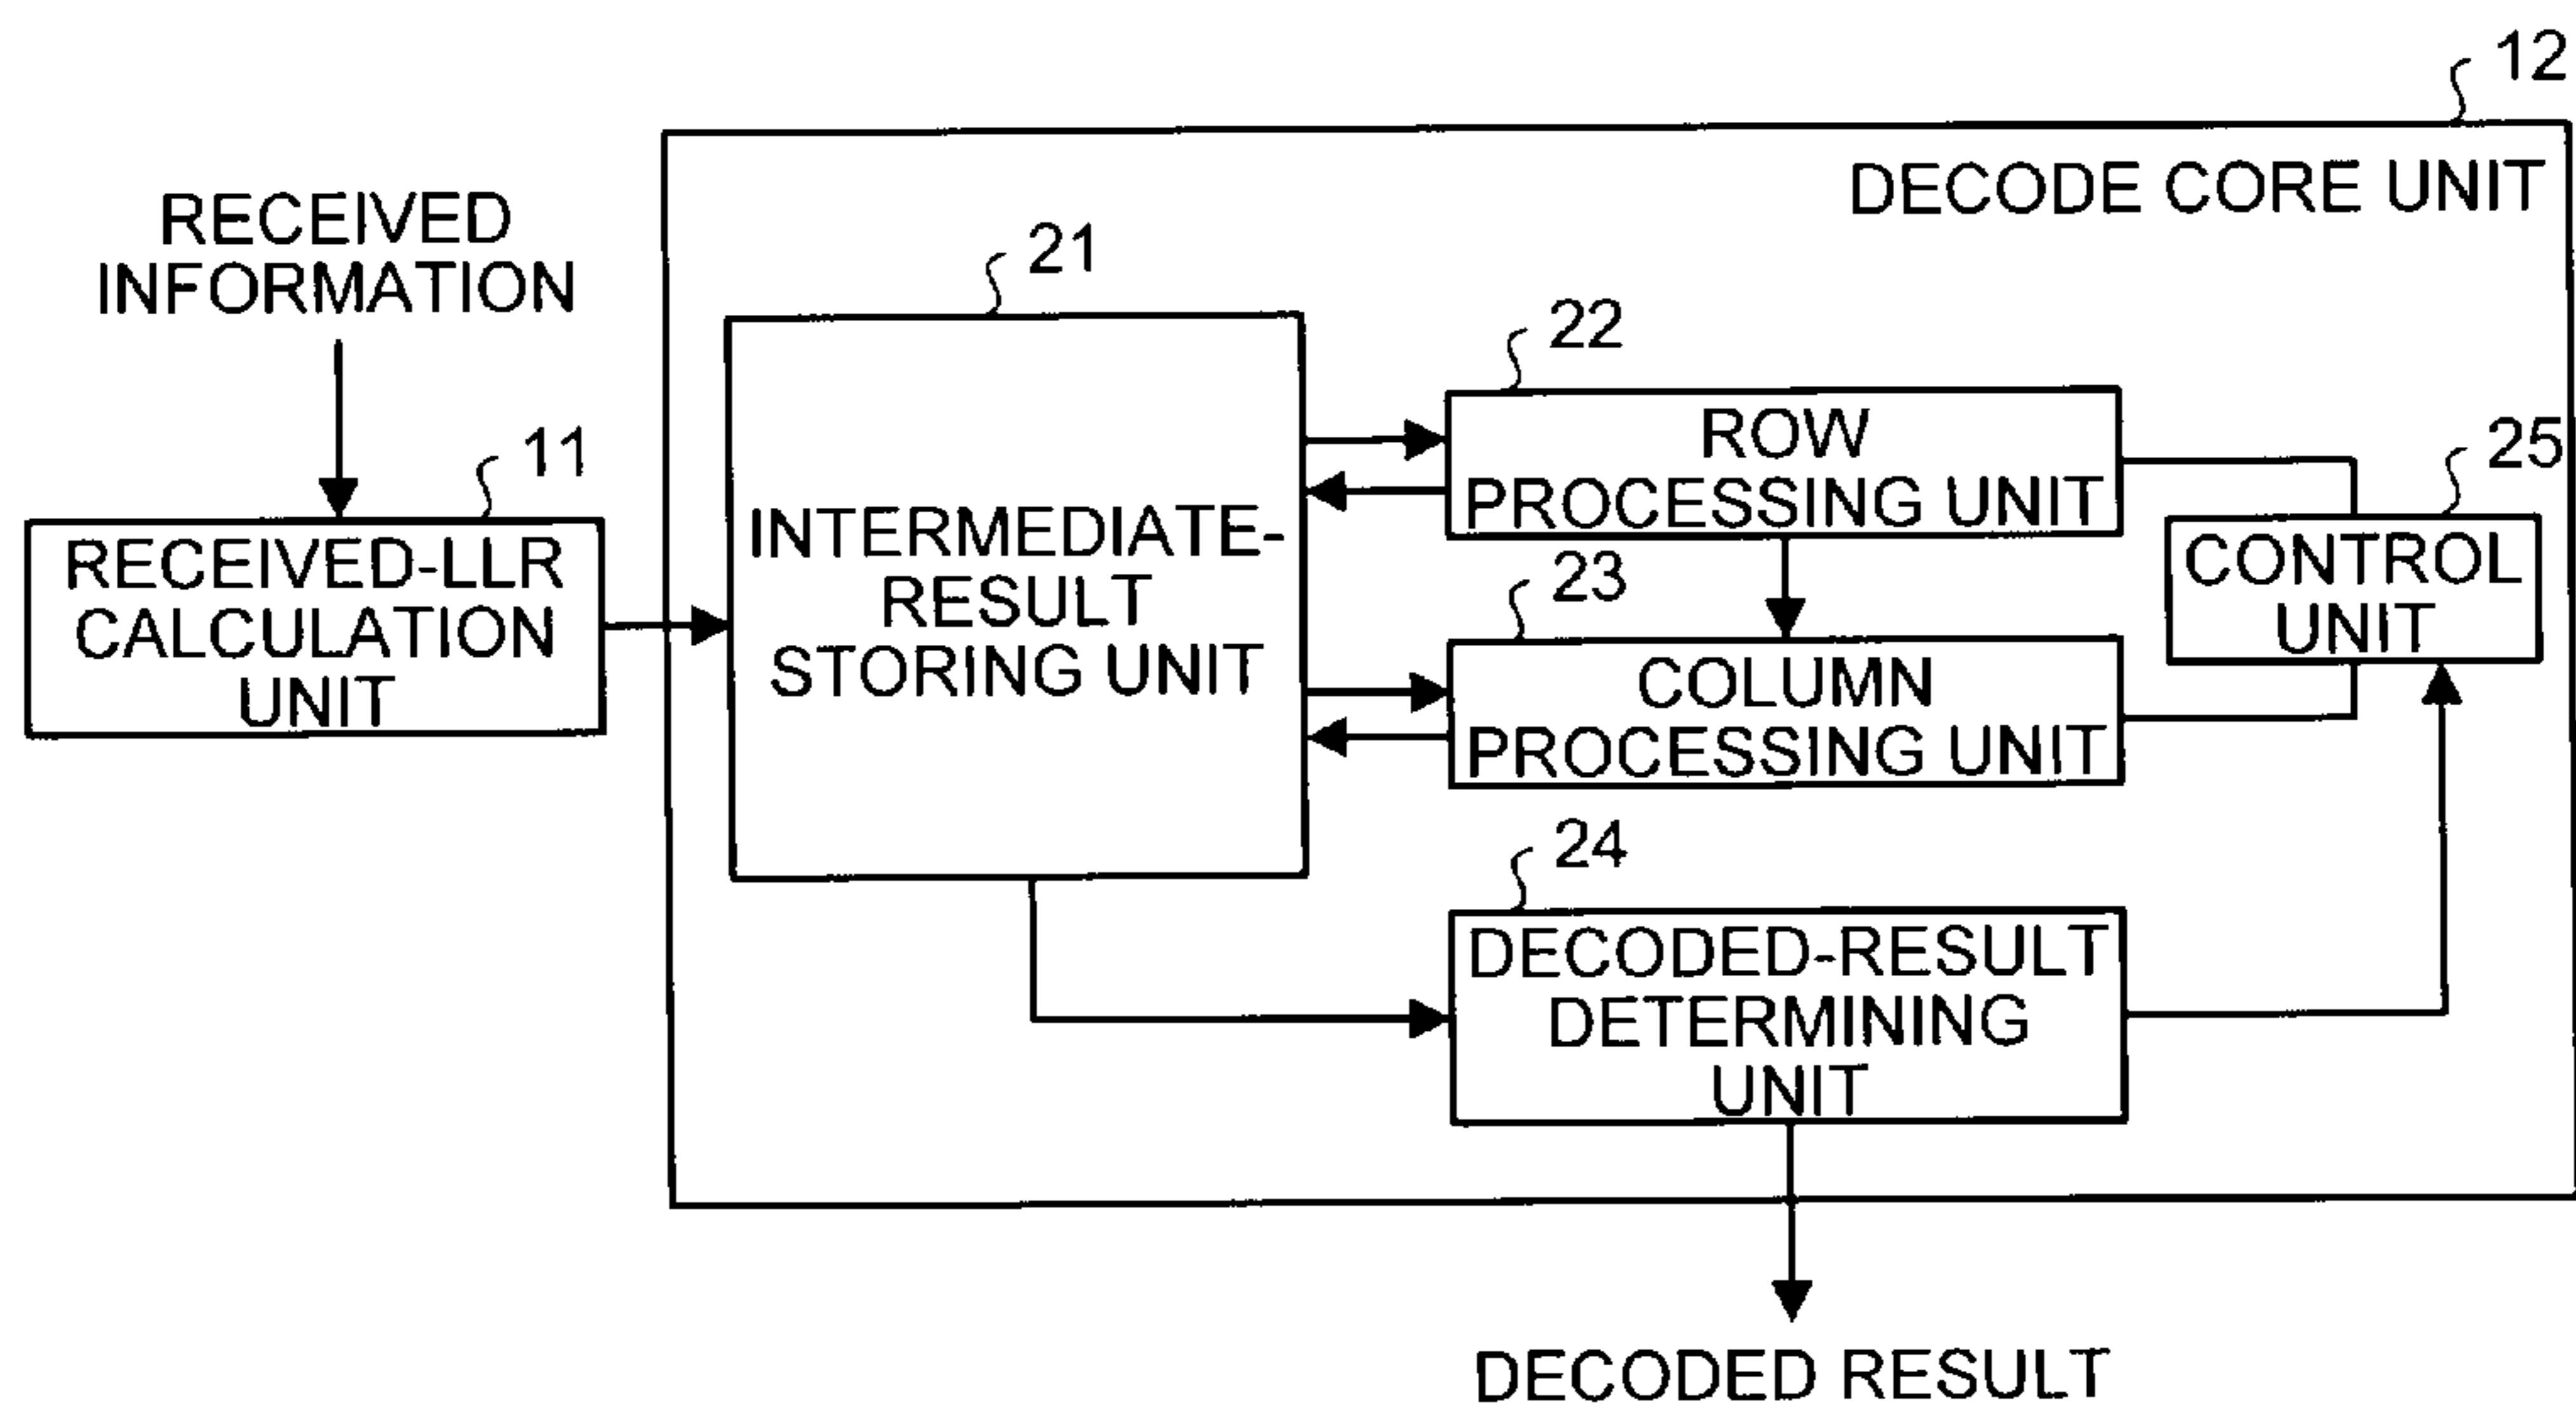 12
DECODE CORE UNIT
RECEIVED
INFORMATION
21
22
11
ROW
PROCESSING UNIT
25
RECEIVED-LLR
CALCULATION
UNIT
INTERMEDIATE-
RESULT
STORING UNIT
CONTROL
UNIT
23
COLUMN
PROCESSING UNIT
24
DECODED-RESULT
DETERMINING
UNIT
DECODED RESULT